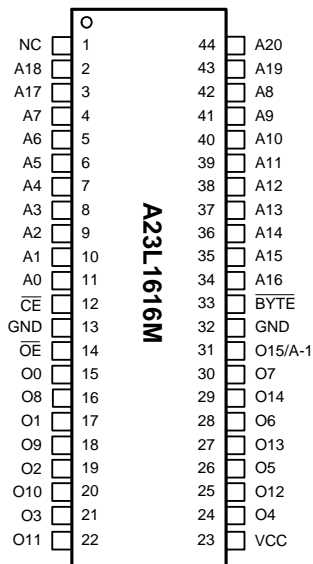 NC 1 44 A20
A18 2 43 A19
A17 3 42 A8
A7 4 41 A9
A6 5 40 A10
A5 6 39 A11
A4 7 38 A12
A3 8 37 A13
A2 9 36 A14
A1 10 35 A15
A0 11 34 A16
CE 12 33 BYTE
GND 13 32 GND
OE 14 31 O15/A-1
O0 15 30 O7
O8 16 29 O14
O1 17 28 O6
O9 18 27 O13
O2 19 26 O5
O10 20 25 O12
O3 21 24 O4
O11 22 23 VCC
A23L1616M